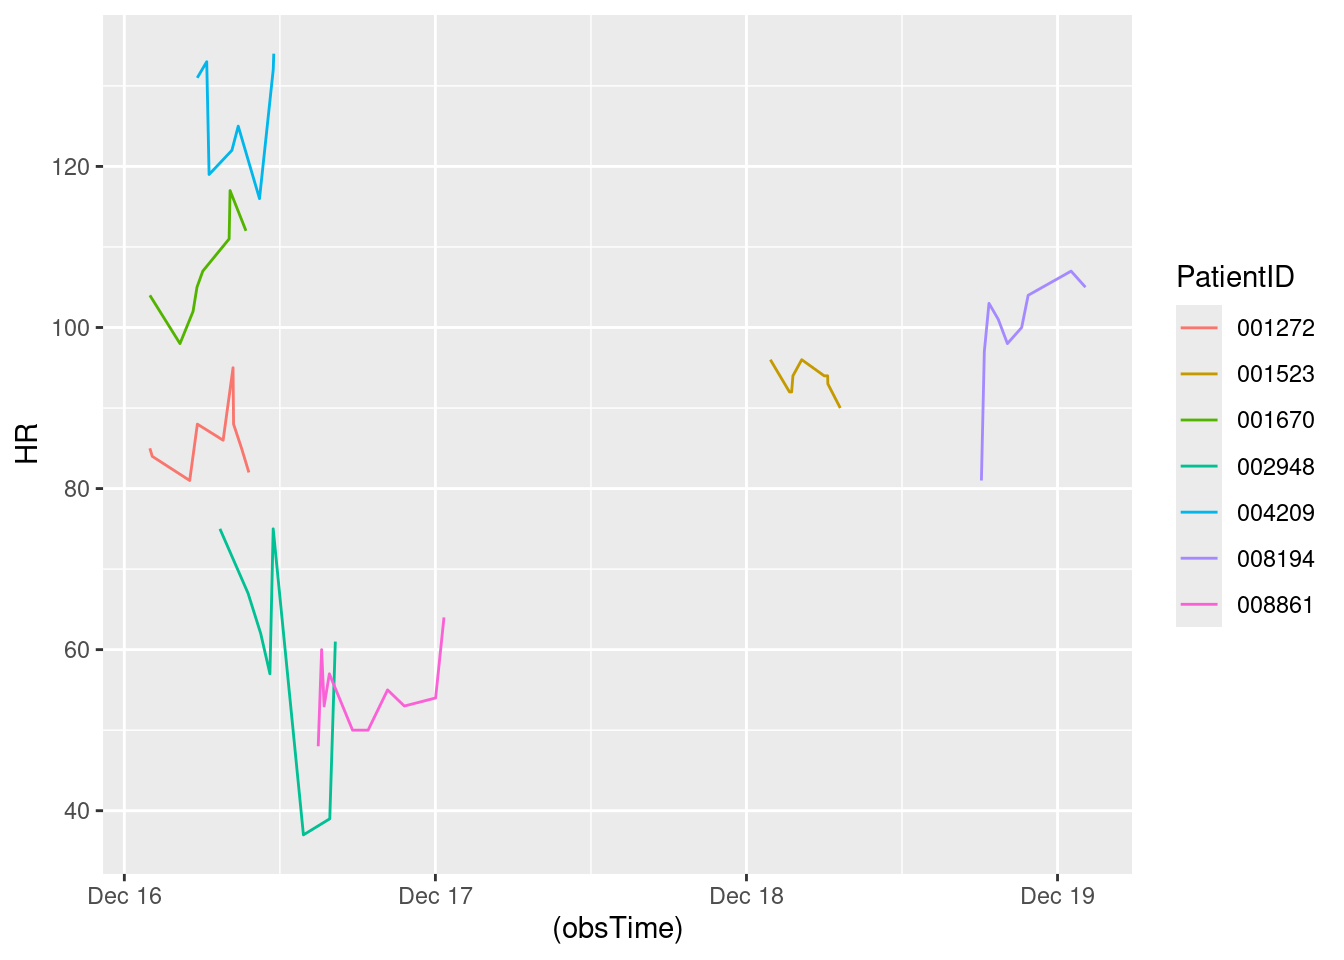 120
100
80
60
40
HR
Dec 16
Dec 17
Dec 18
Dec 19
(obsTime)
PatientID
001272
001523
001670
002948
004209
008194
008861